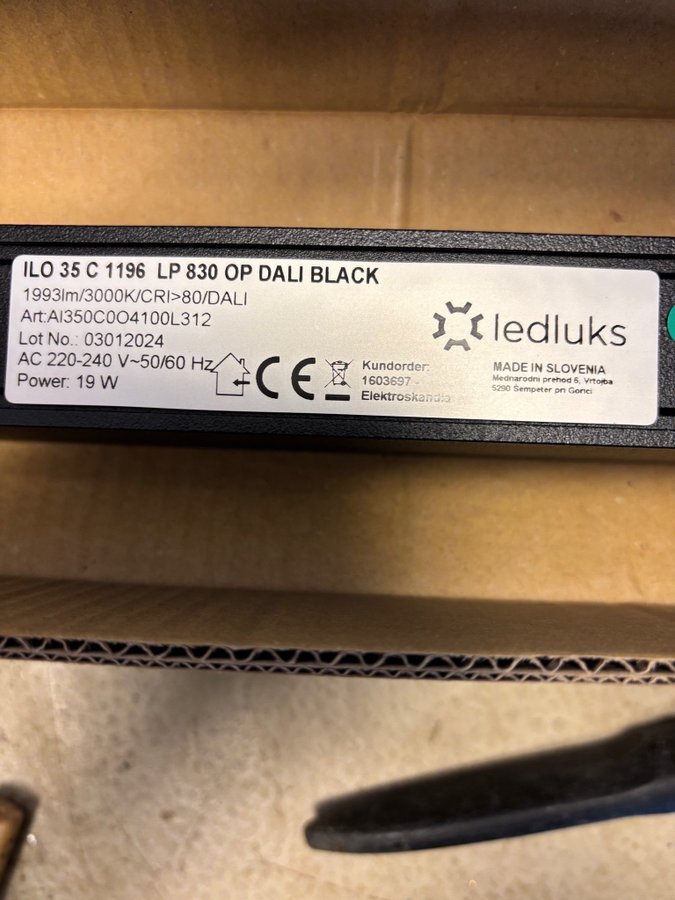 ILO 35 C 1196 LP 830 OP DALI BLACK
1993lm/3000K/CRI>80/DALI
Art:AI350C0O4100L312
Lot No.: 03012024
AC 220-240 V~50/60 Hz
Power: 19 W
CE
Kundorder:
1603697 -
Elektroskandia
ledluks
MADE IN SLOVENIA
Mednarodni prehod 6, Vrtojba
5290 Šempeter pri Gorici